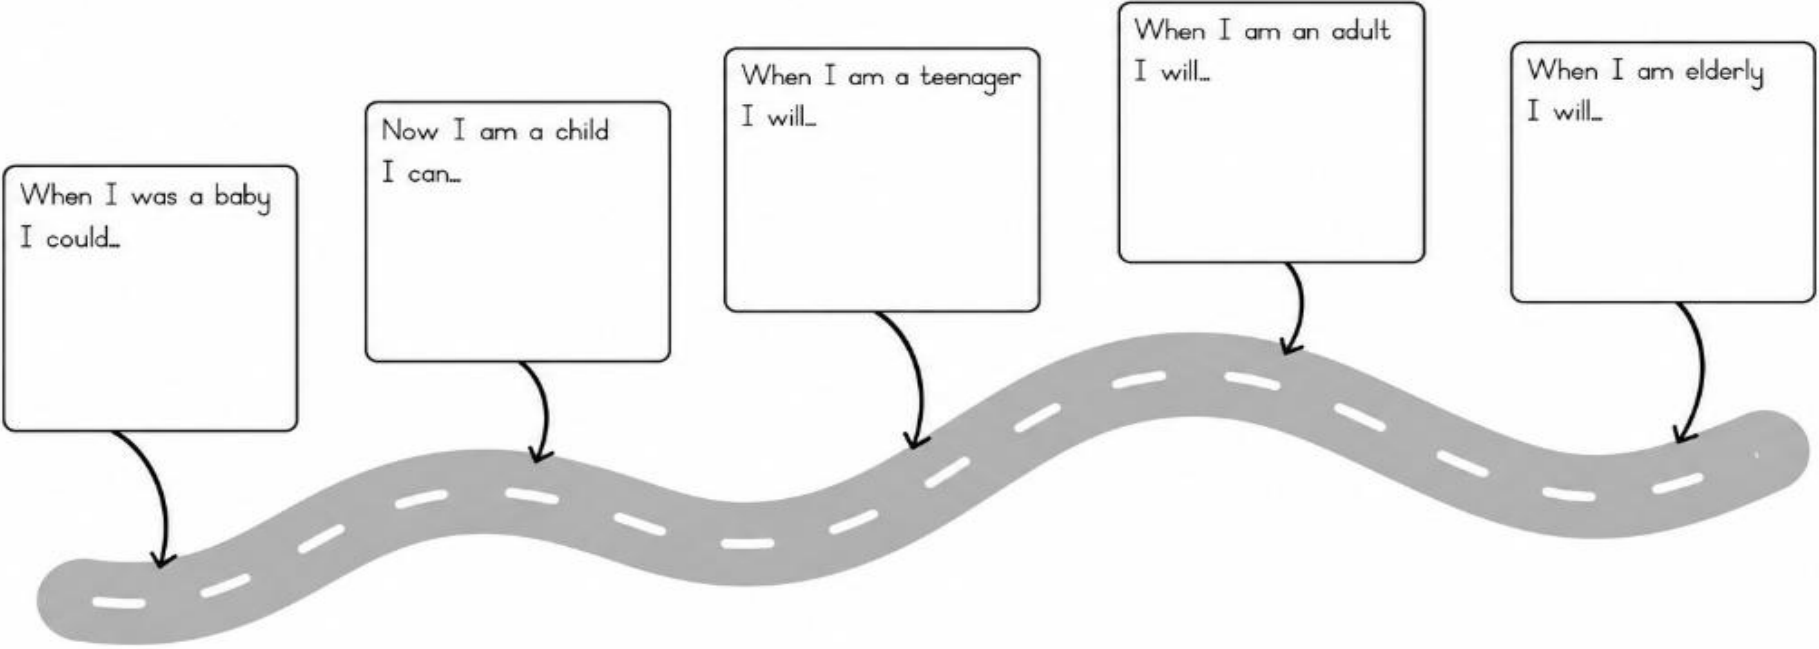 When I was a baby
I could...
Now I am a child
I can...
When I am a teenager
I will...
When I am an adult
I will...
When I am elderly
I will...